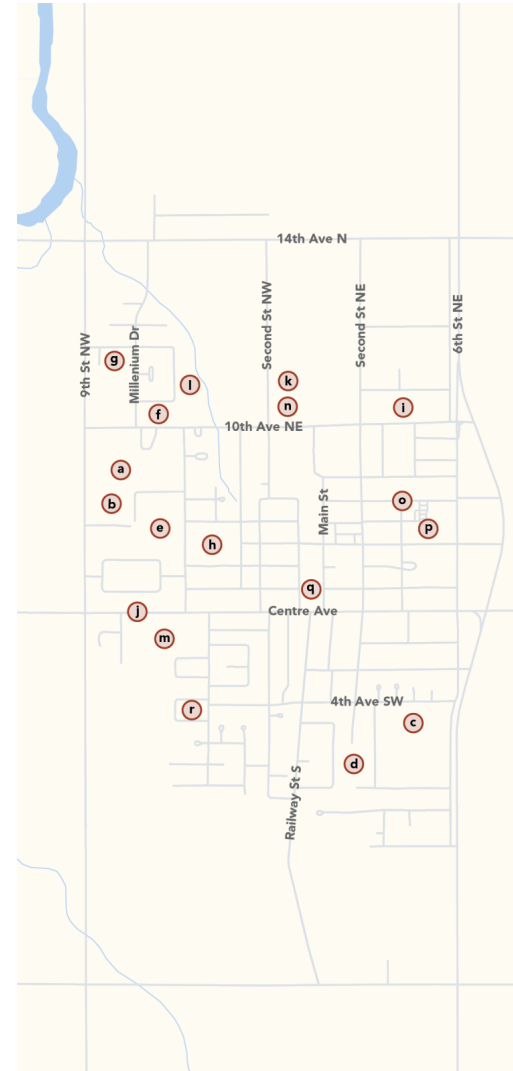 14th Ave N
Second St NW
Second St NE
6th St NE
9th St NW
Millenium Dr
g
l
k
n
f
i
10th Ave NE
a
b
Main St
o
e
p
h
q
j
Centre Ave
m
4th Ave SW
r
c
d
Railway St S